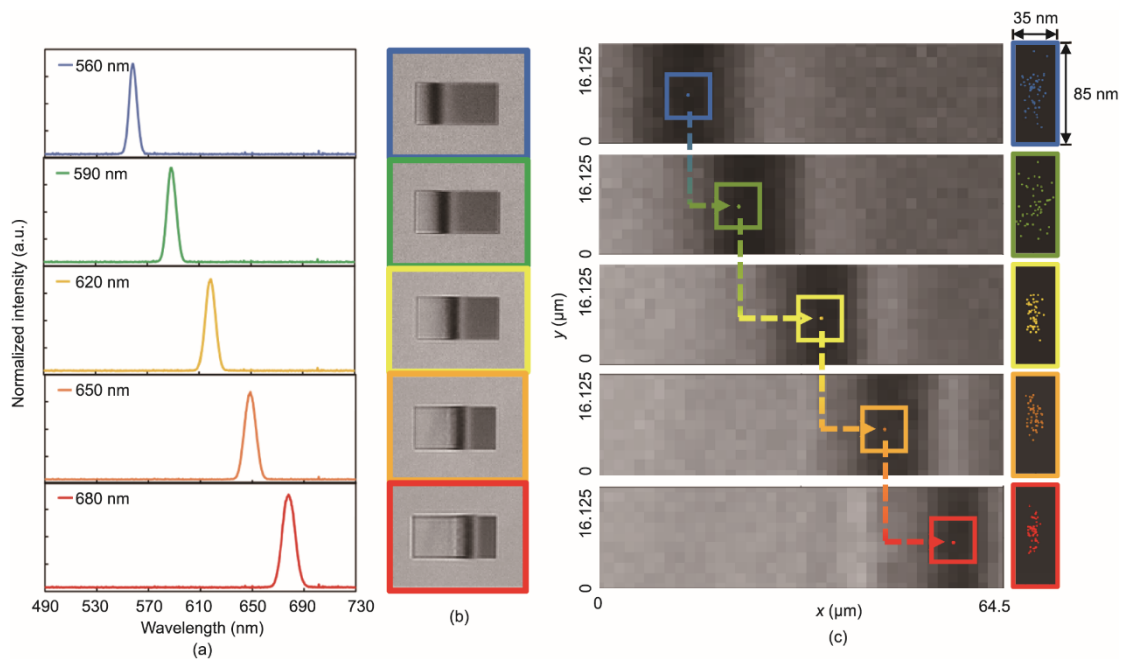 560 nm
590 nm
620 nm
650 nm
680 nm
Normalized intensity (a.u.)
490 530 570 610 650 690 730
Wavelength (nm)
(a)
(b)
35 nm
85 nm
16.125
0
16.125
0
16.125
0
16.125
0
16.125
0
y (µm)
0
64.5
x (µm)
(c)